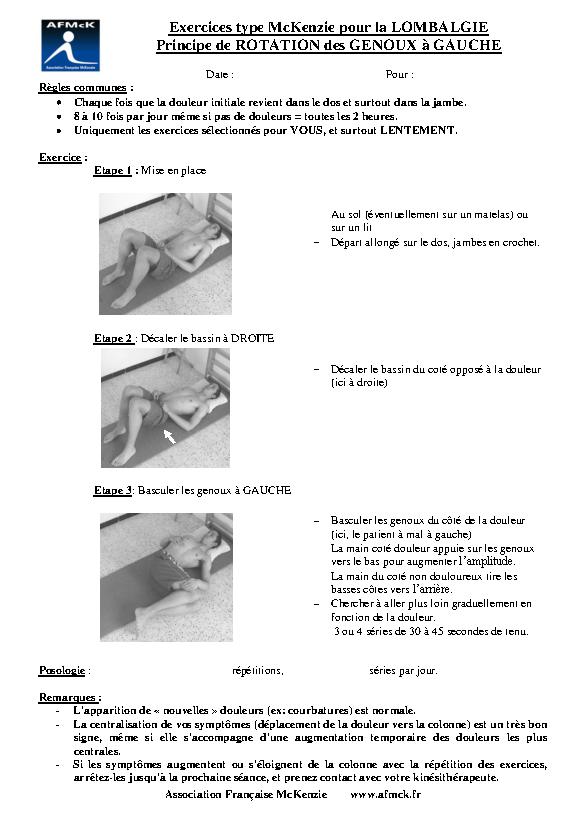 AFMcK
Association Française McKenzie
Exercices type McKenzie pour la LOMBALGIE
Principe de ROTATION des GENOUX à GAUCHE
Date : Pour :
Règles communes :
• Chaque fois que la douleur initiale revient dans le dos et surtout dans la jambe.
• 8 à 10 fois par jour même si pas de douleurs = toutes les 2 heures.
• Uniquement les exercices sélectionnés pour VOUS, et surtout LENTEMENT.
Exercice :
Etape 1 : Mise en place
Au sol (éventuellement sur un matelas) ou
sur un lit
– Départ allongé sur le dos, jambes en crochet.
Etape 2 : Décaler le bassin à DROITE
– Décaler le bassin du coté opposé à la douleur
(ici à droite)
Etape 3: Basculer les genoux à GAUCHE
– Basculer les genoux du côté de la douleur
(ici, le patient à mal à gauche)
La main coté douleur appuie sur les genoux
vers le bas pour augmenter l'amplitude.
La main du coté non douloureux tire les
basses côtes vers l'arrière.
– Chercher à aller plus loin graduellement en
fonction de la douleur.
3 ou 4 séries de 30 à 45 secondes de tenu.
Posologie : répétitions, séries par jour.
Remarques :
- L'apparition de « nouvelles » douleurs (ex: courbatures) est normale.
- La centralisation de vos symptômes (déplacement de la douleur vers la colonne) est un très bon
signe, même si elle s'accompagne d'une augmentation temporaire des douleurs les plus
centrales.
- Si les symptômes augmentent ou s'éloignent de la colonne avec la répétition des exercices,
arrêtez-les jusqu'à la prochaine séance, et prenez contact avec votre kinésithérapeute.
Association Française McKenzie www.afmck.fr